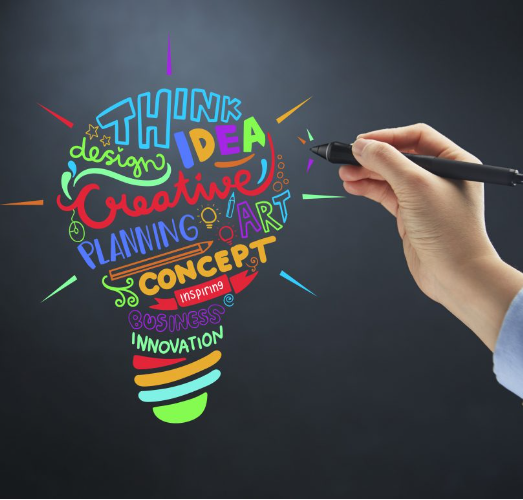 THINK
IDEA
design
Creative
ART
PLANNING
CONCEPT
inspiring
BUSINESS
INNOVATION